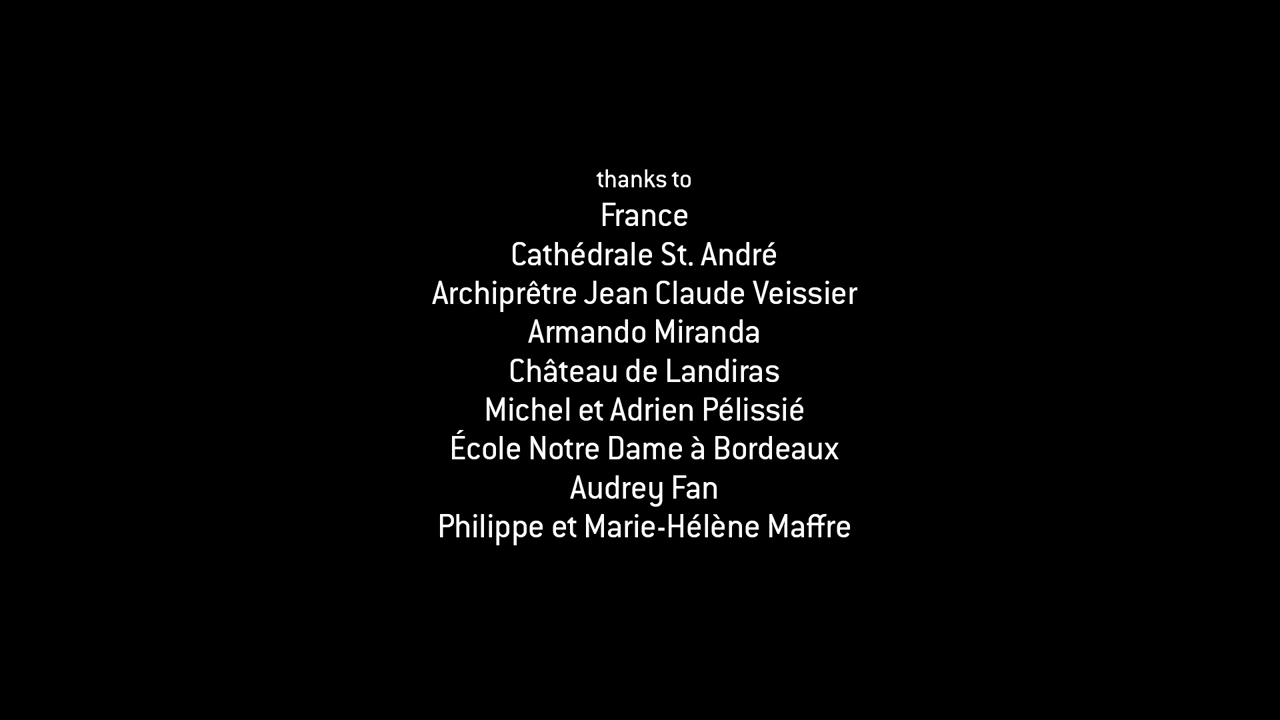 thanks to
France
Cathédrale St. André
Archiprêtre Jean Claude Veissier
Armando Miranda
Château de Landiras
Michel et Adrien Pélissié
École Notre Dame à Bordeaux
Audrey Fan
Philippe et Marie-Hélène Maffre